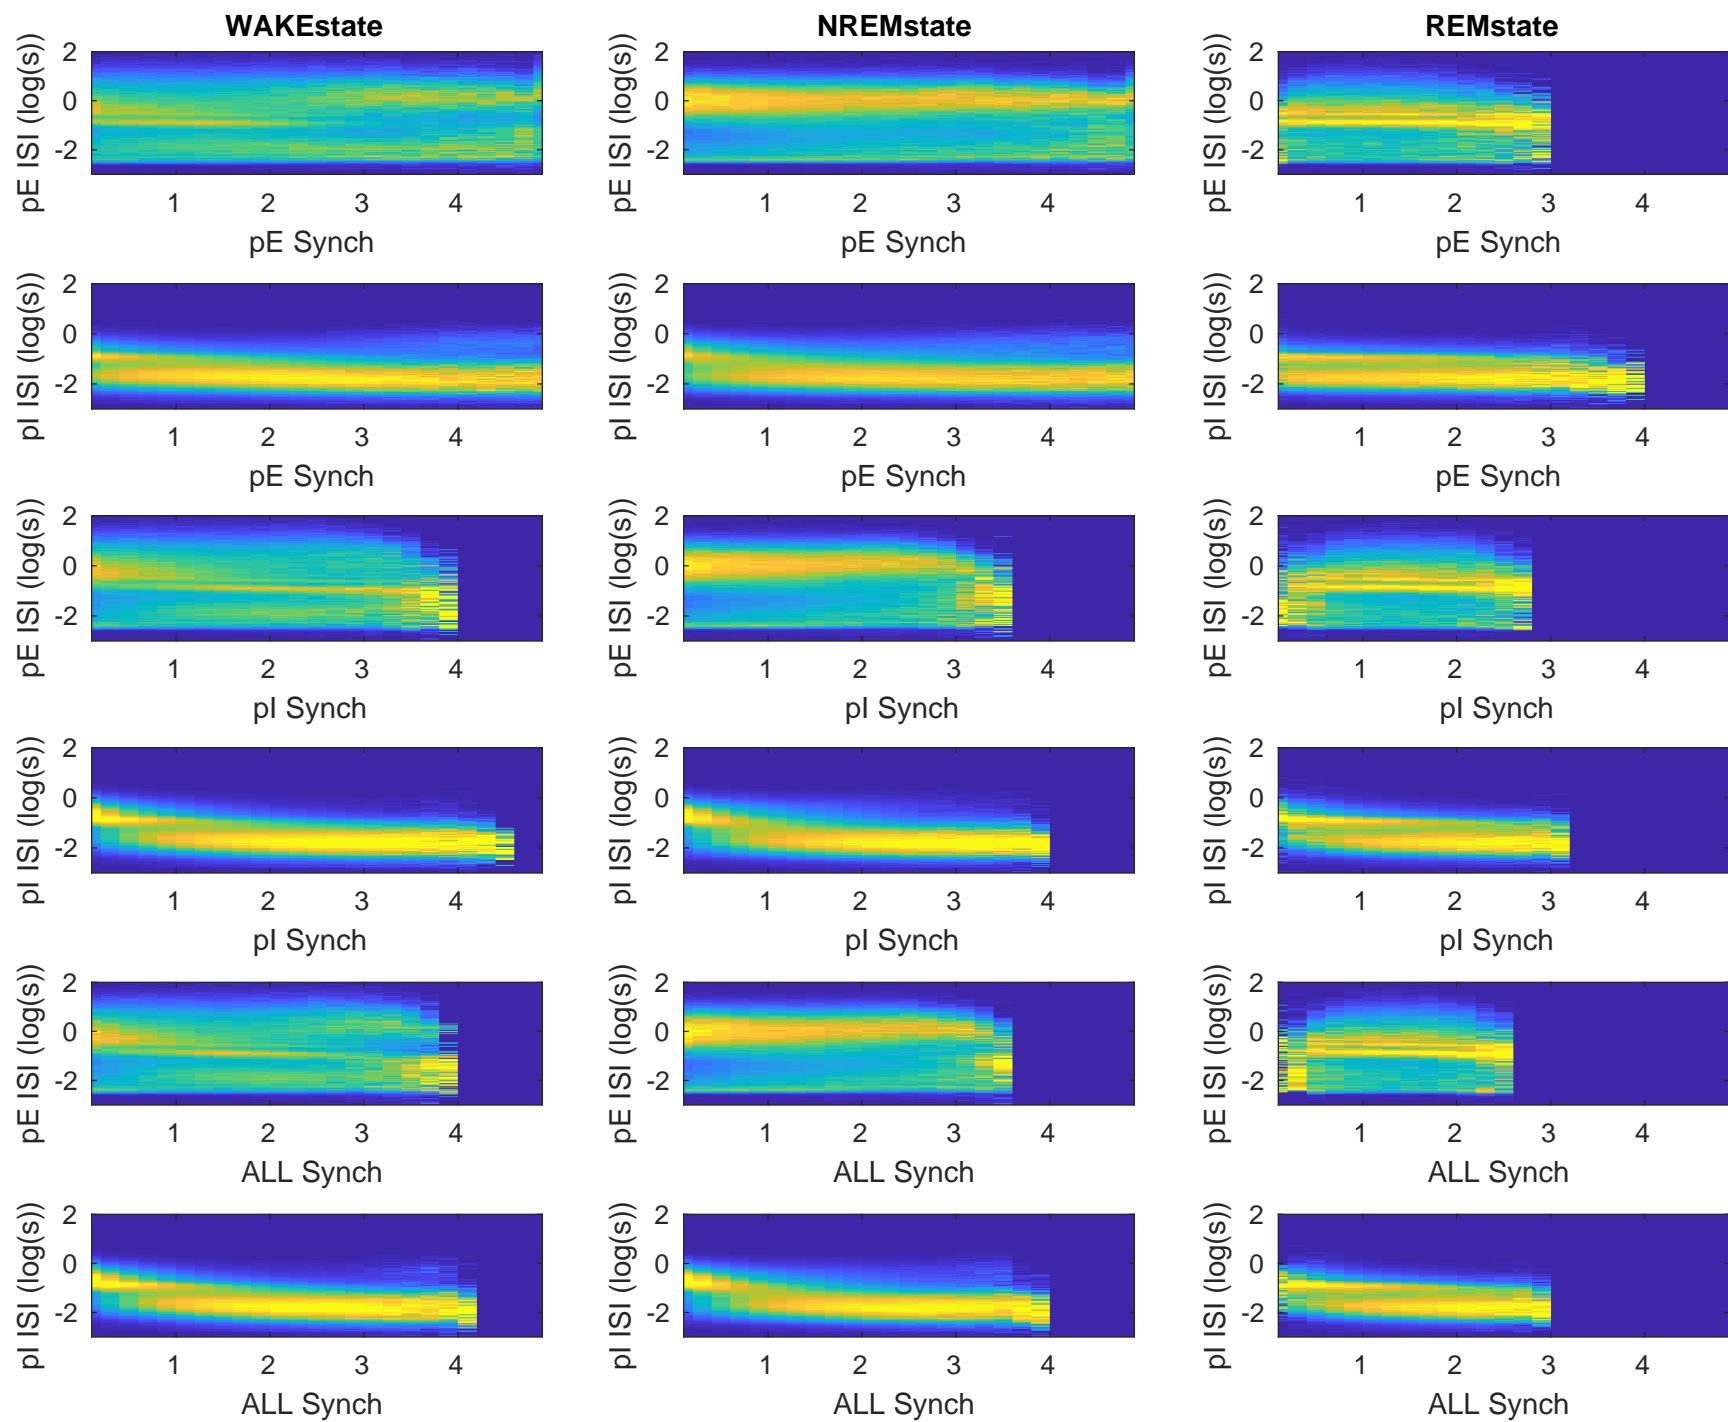 WAKEstate NREMstate REMstate
pE ISI (log(s)) 2 0 -2 pE ISI (log(s)) 2 0 -2 pE ISI (log(s)) 2 0 -2
1 2 3 4 1 2 3 4 1 2 3 4
pE Synch pE Synch pE Synch
pI ISI (log(s)) 2 0 -2 pI ISI (log(s)) 2 0 -2 pI ISI (log(s)) 2 0 -2
1 2 3 4 1 2 3 4 1 2 3 4
pE Synch pE Synch pE Synch
pE ISI (log(s)) 2 0 -2 pE ISI (log(s)) 2 0 -2 pE ISI (log(s)) 2 0 -2
1 2 3 4 1 2 3 4 1 2 3 4
pI Synch pI Synch pI Synch
pI ISI (log(s)) 2 0 -2 pI ISI (log(s)) 2 0 -2 pI ISI (log(s)) 2 0 -2
1 2 3 4 1 2 3 4 1 2 3 4
pI Synch pI Synch pI Synch
pE ISI (log(s)) 2 0 -2 pE ISI (log(s)) 2 0 -2 pE ISI (log(s)) 2 0 -2
1 2 3 4 1 2 3 4 1 2 3 4
ALL Synch ALL Synch ALL Synch
pI ISI (log(s)) 2 0 -2 pI ISI (log(s)) 2 0 -2 pI ISI (log(s)) 2 0 -2
1 2 3 4 1 2 3 4 1 2 3 4
ALL Synch ALL Synch ALL Synch